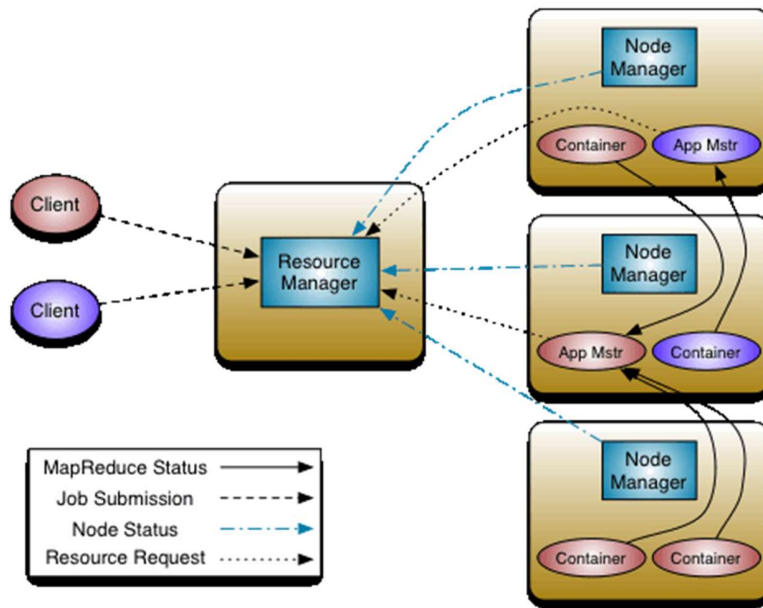 Node
Manager
Container
App Mstr
Client
Client
Resource
Manager
Node
Manager
App Mstr
Container
Node
Manager
Container
Container
MapReduce Status
Job Submission
Node Status
Resource Request